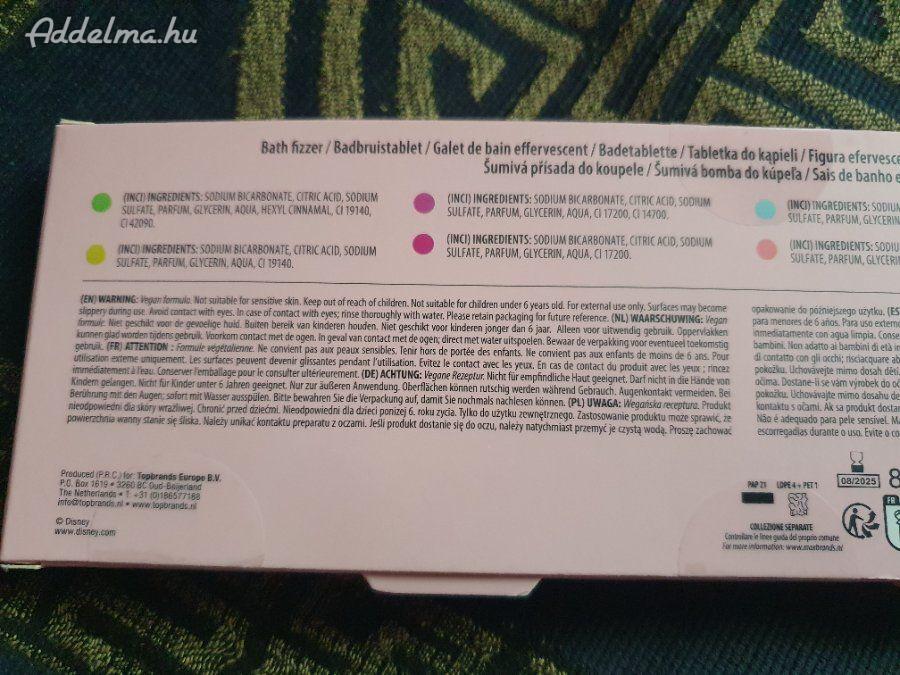 Addelma.hu
Bath fizzer / Badbruistablet / Galet de bain effervescent / Badetablette / Tabletka do kąpieli / Figura efervesce
Šumivá přísada do koupele / Šumivá bomba do kúpeľa / Sais de banho e
(INCI) INGREDIENTS: SODIUM BICARBONATE, CITRIC ACID, SODIUM
SULFATE, PARFUM, GLYCERIN, AQUA, HEXYL CINNAMAL, CI 19140,
CI 42090.
(INCI) INGREDIENTS: SODIUM BICARBONATE, CITRIC ACID, SODIUM
SULFATE, PARFUM, GLYCERIN, AQUA, CI 19140.
(INCI) INGREDIENTS: SODIUM BICARBONATE, CITRIC ACID, SODIUM
SULFATE, PARFUM, GLYCERIN, AQUA, CI 17200, CI 14700.
(INCI) INGREDIENTS: SODIUM BICARBONATE, CITRIC ACID, SODIUM
SULFATE, PARFUM, GLYCERIN, AQUA, CI 17200.
(INCI) INGREDIENTS: SODIUM
SULFATE, PARFUM, GLYCERIN
(INCI) INGREDIENTS: SODIU
SULFATE, PARFUM, GLYCERIN
(EN) WARNING: Vegan formula. Not suitable for sensitive skin. Keep out of reach of children. Not suitable for children under 6 years old. For external use only. Surfaces may become
slippery during use. Avoid contact with eyes. In case of contact with eyes; rinse thoroughly with water. Please retain packaging for future reference. (NL) WAARSCHUWING: Vegan
formule. Niet geschikt voor de gevoelige huid. Buiten bereik van kinderen houden. Niet geschikt voor kinderen jonger dan 6 jaar. Alleen voor uitwendig gebruik. Oppervlakken
kunnen glad worden tijdens gebruik. Voorkom contact met de ogen. In geval van contact met de ogen; direct met water uitspoelen. Bewaar de verpakking voor eventueel toekomstig
gebruik. (FR) ATTENTION : Formule végétalienne. Ne convient pas aux peaux sensibles. Tenir hors de portée des enfants. Ne convient pas aux enfants de moins de 6 ans. Pour
utilisation externe uniquement. Les surfaces peuvent devenir glissantes pendant l'utilisation. Évitez le contact avec les yeux. En cas de contact du produit avec les yeux ; rincez
immédiatement à l'eau. Conserver l'emballage pour le consulter ultérieurement. (DE) ACHTUNG: Vegane Rezeptur. Nicht für empfindliche Haut geeignet. Darf nicht in die Hände von
Kindern gelangen. Nicht für Kinder unter 6 Jahren geeignet. Nur zur äußeren Anwendung. Oberflächen können rutschig werden während Gebrauch. Augenkontakt vermeiden. Bei
Berührung mit den Augen; sofort mit Wasser ausspülen. Bitte bewahren Sie die Verpackung auf, damit Sie nochmals nachlesen können. (PL) UWAGA: Wegańska receptura. Produkt
nieodpowiedni dla skóry wrażliwej. Chronić przed dziećmi. Nieodpowiedni dla dzieci poniżej 6. roku życia. Tylko do użytku zewnętrznego. Zastosowanie produktu może sprawić, że
powierzchnia wanny stanie się śliska. Należy unikać kontaktu preparatu z oczami. Jeśli produkt dostanie się do oczu, należy natychmiast przemyć je czystą wodą. Proszę zachować
opakowanie do późniejszego użytku. (ES
para menores de 6 años. Para uso extern
inmediatamente con agua limpia. Conse
bambini. Non adatto ai bambini di età in
di contatto con gli occhi; risciacquare ab
pokožku. Uchovávejte mimo dosah dětí.
očima. Dostane-li se vám výrobek do oč
pokožku. Uchovávajte mimo dosahu de
kontaktu s očami. Ak sa produkt dostan
Não é adequado para pele sensível. M
escorregadias durante o uso. Evite o co
Produced (P.R.C.) for: Topbrands Europe B.V.
P.O. Box 1619 • 3260 BC Oud-Beijerland
The Netherlands • T: +31 (0)186577188
info@topbrands.nl • www.topbrands.nl
© Disney
www.disney.com
08/2025
8
PAP 21
LDPE 4 + PET 1
FR
COLLEZIONE SEPARATE
Controllare le linee guida del proprio comune
For more information: www.maxbrands.nl